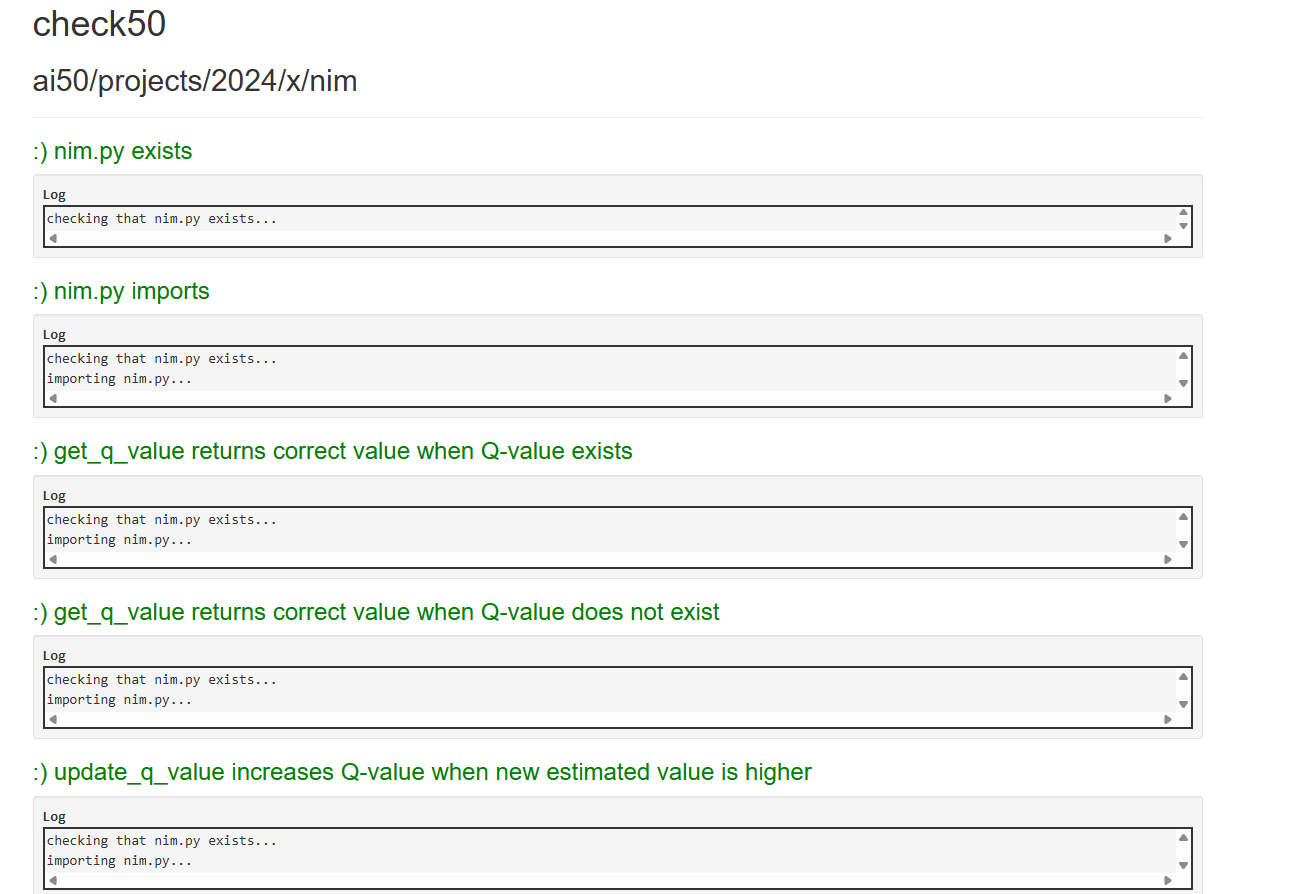 check50
ai50/projects/2024/x/nim
:) nim.py exists
Log
checking that nim.py exists...
:) nim.py imports
Log
checking that nim.py exists...
importing nim.py...
:) get_q_value returns correct value when Q-value exists
Log
checking that nim.py exists...
importing nim.py...
:) get_q_value returns correct value when Q-value does not exist
Log
checking that nim.py exists...
importing nim.py...
:) update_q_value increases Q-value when new estimated value is higher
Log
checking that nim.py exists...
importing nim.py...